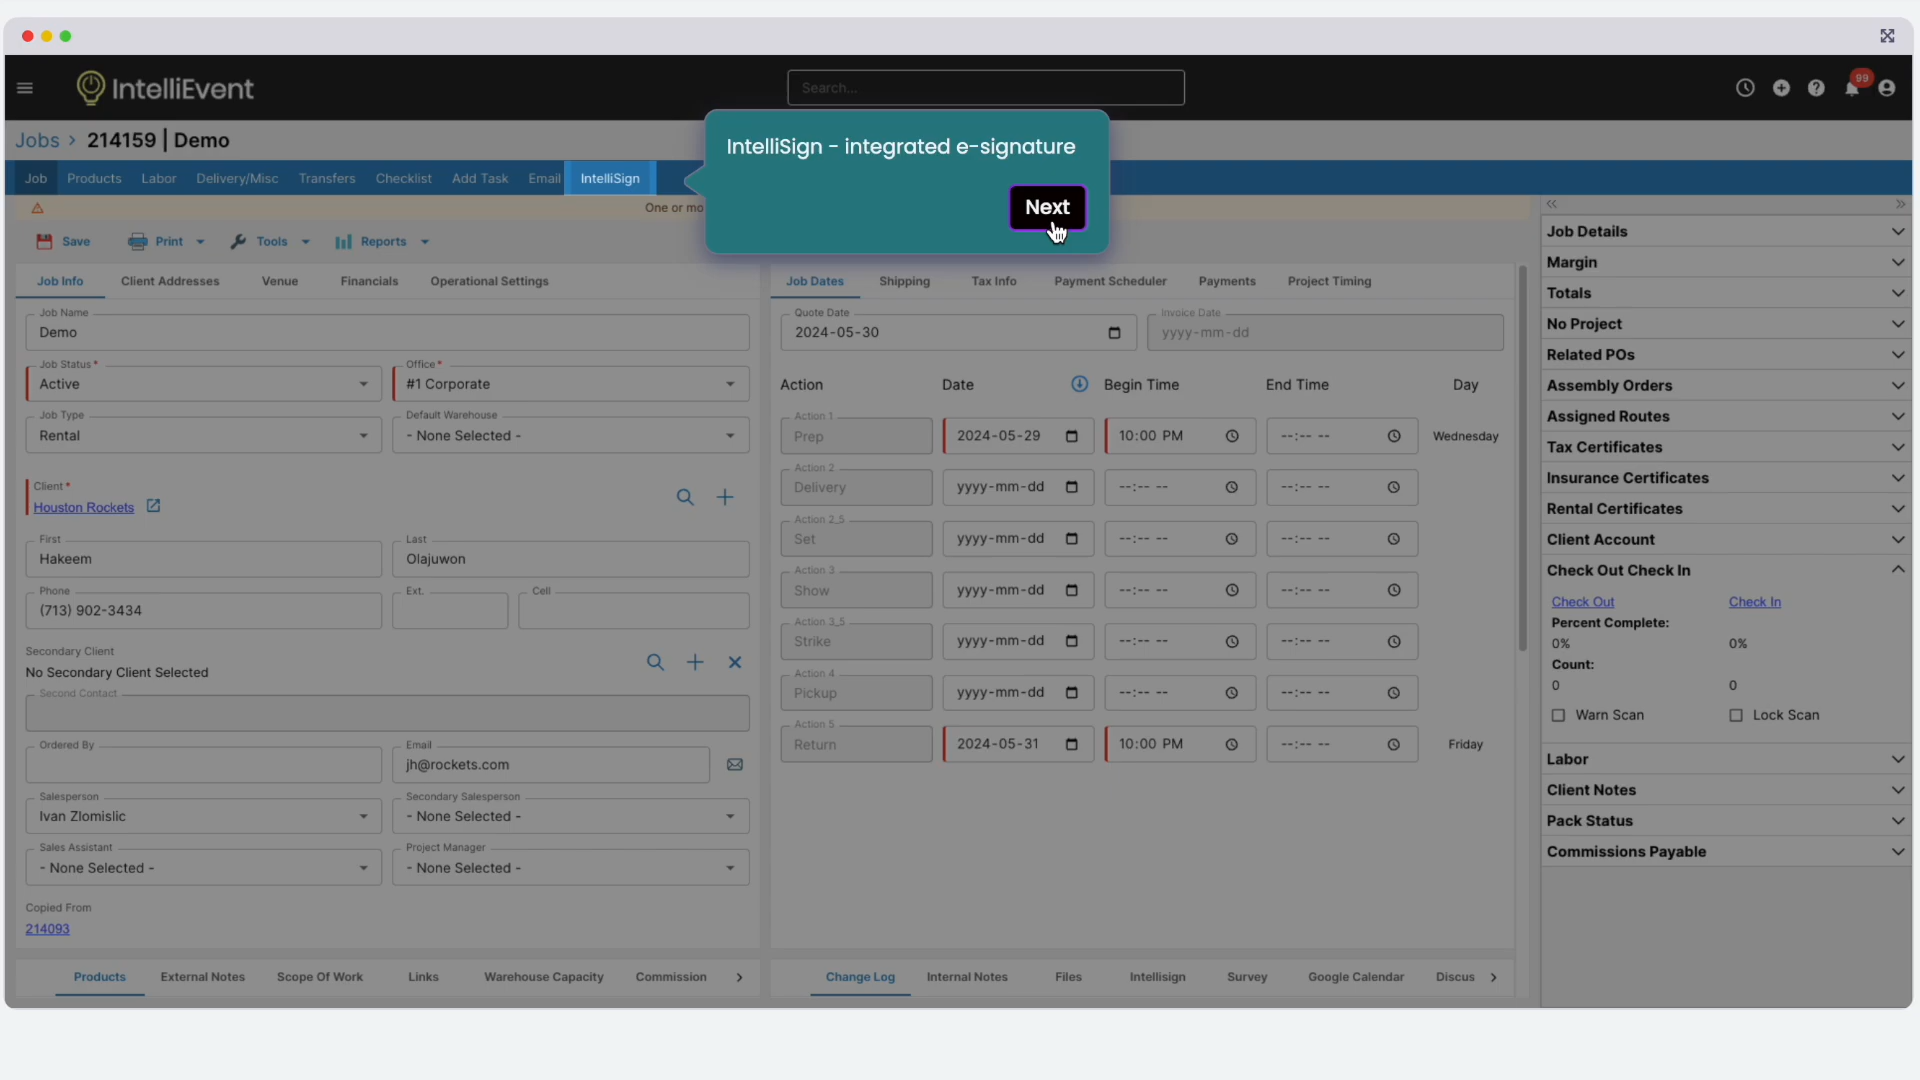 IntelliEvent
Search...
99
Jobs > 214159 | Demo
IntelliSign - integrated e-signature
Next
Job Products Labor Delivery/Misc Transfers Checklist Add Task Email IntelliSign
One or mo
Save Print Tools Reports
Job Info Client Addresses Venue Financials Operational Settings
Job Name
Demo
Job Status *
Active
Office *
#1 Corporate
Job Type
Rental
Default Warehouse
- None Selected -
Client *
Houston Rockets
First
Hakeem
Last
Olajuwon
Phone
(713) 902-3434
Ext.
Cell
Secondary Client
No Secondary Client Selected
Second Contact
Ordered By
Email
jh@rockets.com
Salesperson
Ivan Zlomislic
Secondary Salesperson
- None Selected -
Sales Assistant
- None Selected -
Project Manager
- None Selected -
Copied From
214093
Products External Notes Scope Of Work Links Warehouse Capacity Commission
Job Dates Shipping Tax Info Payment Scheduler Payments Project Timing
Quote Date
2024-05-30
Invoice Date
yyyy-mm-dd
Action Date Begin Time End Time Day
Action 1
Prep 2024-05-29 10:00 PM --:-- -- Wednesday
Action 2
Delivery yyyy-mm-dd --:-- -- --:-- --
Action 2_5
Set yyyy-mm-dd --:-- -- --:-- --
Action 3
Show yyyy-mm-dd --:-- -- --:-- --
Action 3_5
Strike yyyy-mm-dd --:-- -- --:-- --
Action 4
Pickup yyyy-mm-dd --:-- -- --:-- --
Action 5
Return 2024-05-31 10:00 PM --:-- -- Friday
Change Log Internal Notes Files Intellisign Survey Google Calendar Discus
Job Details
Margin
Totals
No Project
Related POs
Assembly Orders
Assigned Routes
Tax Certificates
Insurance Certificates
Rental Certificates
Client Account
Check Out Check In
Check Out Check In
Percent Complete:
0% 0%
Count:
0 0
Warn Scan Lock Scan
Labor
Client Notes
Pack Status
Commissions Payable